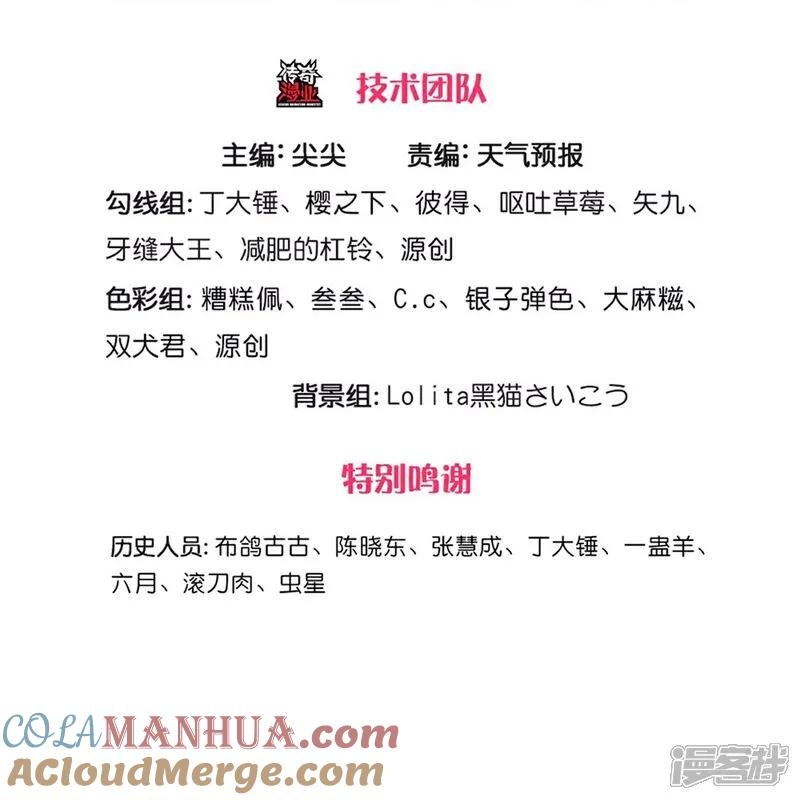 传奇
漫业
技术团队
主编: 尖尖 责编: 天气预报
勾线组: 丁大锤、樱之下、彼得、呕吐草莓、矢九、
牙缝大王、减肥的杠铃、源创
色彩组: 糟糕佩、叁叁、C.c、银子弹色、大麻糍、
双犬君、源创
背景组: Lolita黑猫さいこう
特别鸣谢
历史人员: 布鸽古古、陈晓东、张慧成、丁大锤、一蛊羊、
六月、滚刀肉、虫星
COLAMANHUA.com
AcloudMerge.com
漫客栈